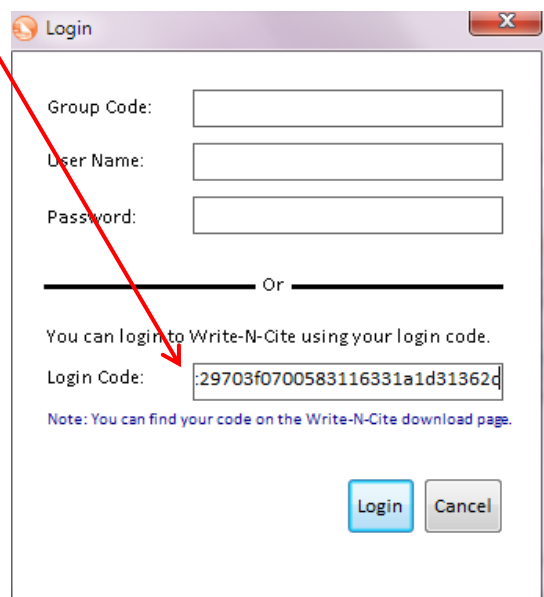 Login
Group Code:
User Name:
Password:
Or
You can login to Write-N-Cite using your login code.
Login Code: :29703f0700583116331a1d31362c
Note: You can find your code on the Write-N-Cite download page.
Login Cancel